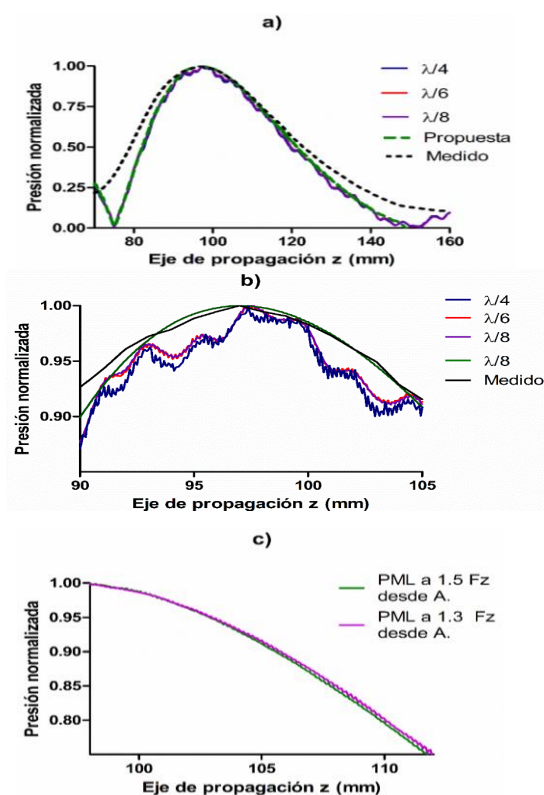 a)
Presión normalizada
1.00
0.75
0.50
0.25
0.00
80
100
120
140
160
Eje de propagación z (mm)
λ/4
λ/6
λ/8
Propuesta
Medido
b)
Presión normalizada
1.00
0.95
0.90
90
95
100
105
Eje de propagación z (mm)
λ/4
λ/6
λ/8
λ/8
Medido
c)
Presión normalizada
1.00
0.95
0.90
0.85
0.80
100
105
110
Eje de propagación z (mm)
PML a 1.5 Fz
desde A.
PML a 1.3 Fz
desde A.